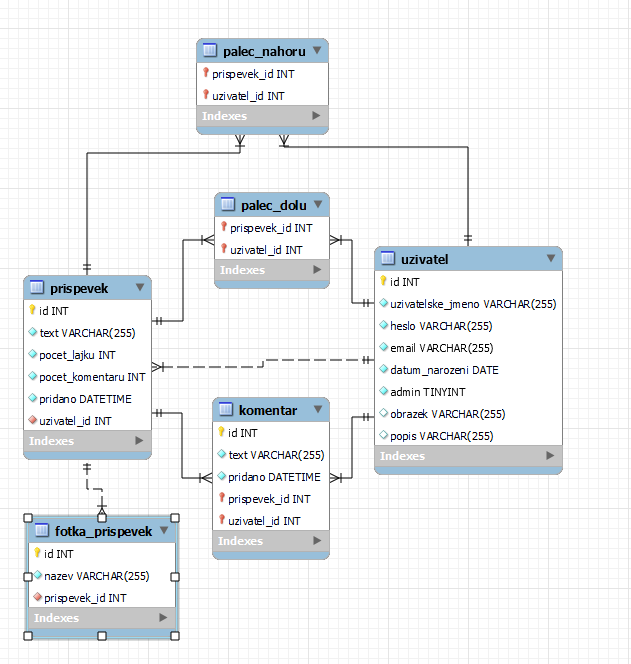 palec_nahoru
prispevek_id INT
uzivatel_id INT
Indexes
palec_dolu
prispevek_id INT
uzivatel_id INT
Indexes
uzivatel
id INT
uzivatelske_jmeno VARCHAR(255)
heslo VARCHAR(255)
email VARCHAR(255)
datum_narozeni DATE
admin TINYINT
obrazek VARCHAR(255)
popis VARCHAR(255)
Indexes
prispevek
id INT
text VARCHAR(255)
pocet_lajku INT
pocet_komentaru INT
pridano DATETIME
uzivatel_id INT
Indexes
komentar
id INT
text VARCHAR(255)
pridano DATETIME
prispevek_id INT
uzivatel_id INT
Indexes
fotka_prispevek
id INT
nazev VARCHAR(255)
prispevek_id INT
Indexes